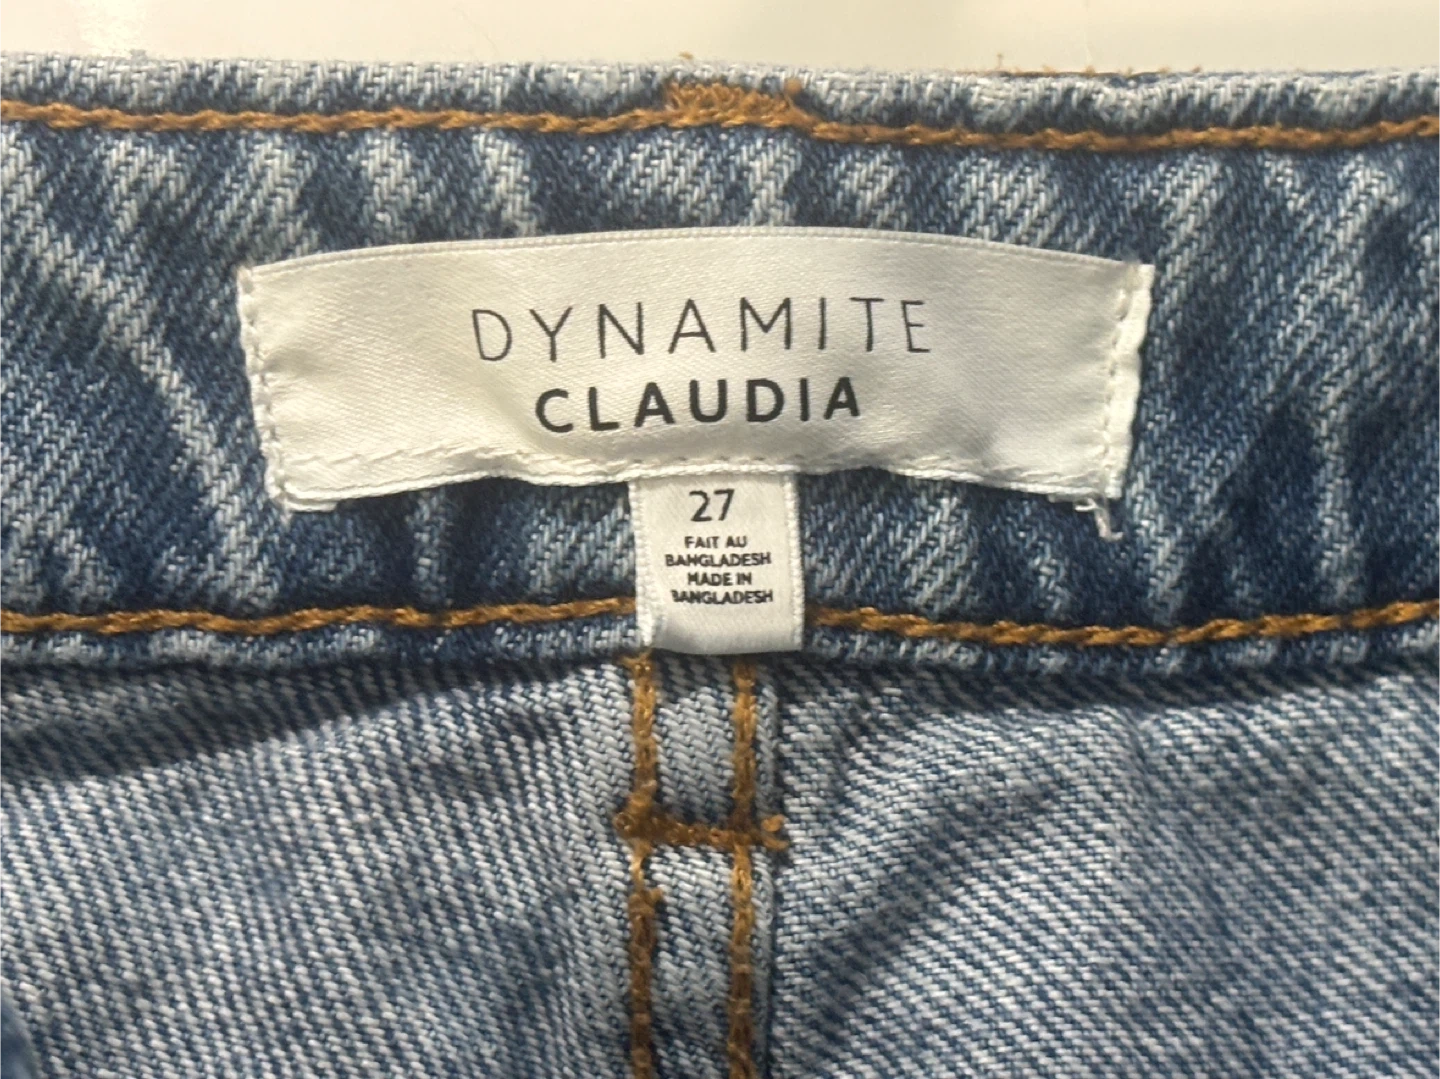 DYNAMITE
CLAUDIA
27
FAIT AU
BANGLADESH
MADE IN
BANGLADESH